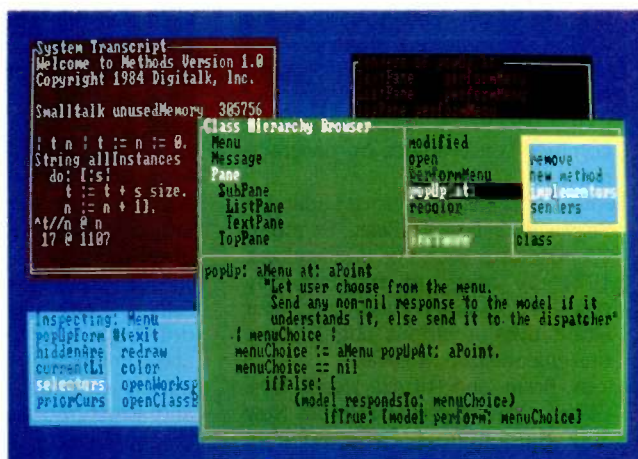 System Transcript
Welcome to Methods Version 1.0
Copyright 1984 Digitalk, Inc.
Smalltalk unusedMemory 305756
| t n | t := n := 0.
String allInstances
do: [:s|
t := t + s size.
n := n + 1].
^t//n @ n
17 @ 1107
performMenu
Class Hierarchy Browser
Menu
Message
Pane
SubPane
ListPane
TextPane
TopPane
modified
open
performMenu
popUp:at:
recolor
remove
new method
implementors
senders
instance
class
popUp: aMenu at: aPoint
"Let user choose from the menu.
Send any non-nil response to the model if it
understands it, else send it to the dispatcher"
| menuChoice |
menuChoice := aMenu popUpAt: aPoint.
menuChoice == nil
ifFalse: [
(model respondsTo: menuChoice)
ifTrue: [model perform: menuChoice]
Inspecting: Menu
popUpForm
hiddenAre
currentLi
selectors
priorCurs
#(exit
redraw
color
openWorksp
openClassB